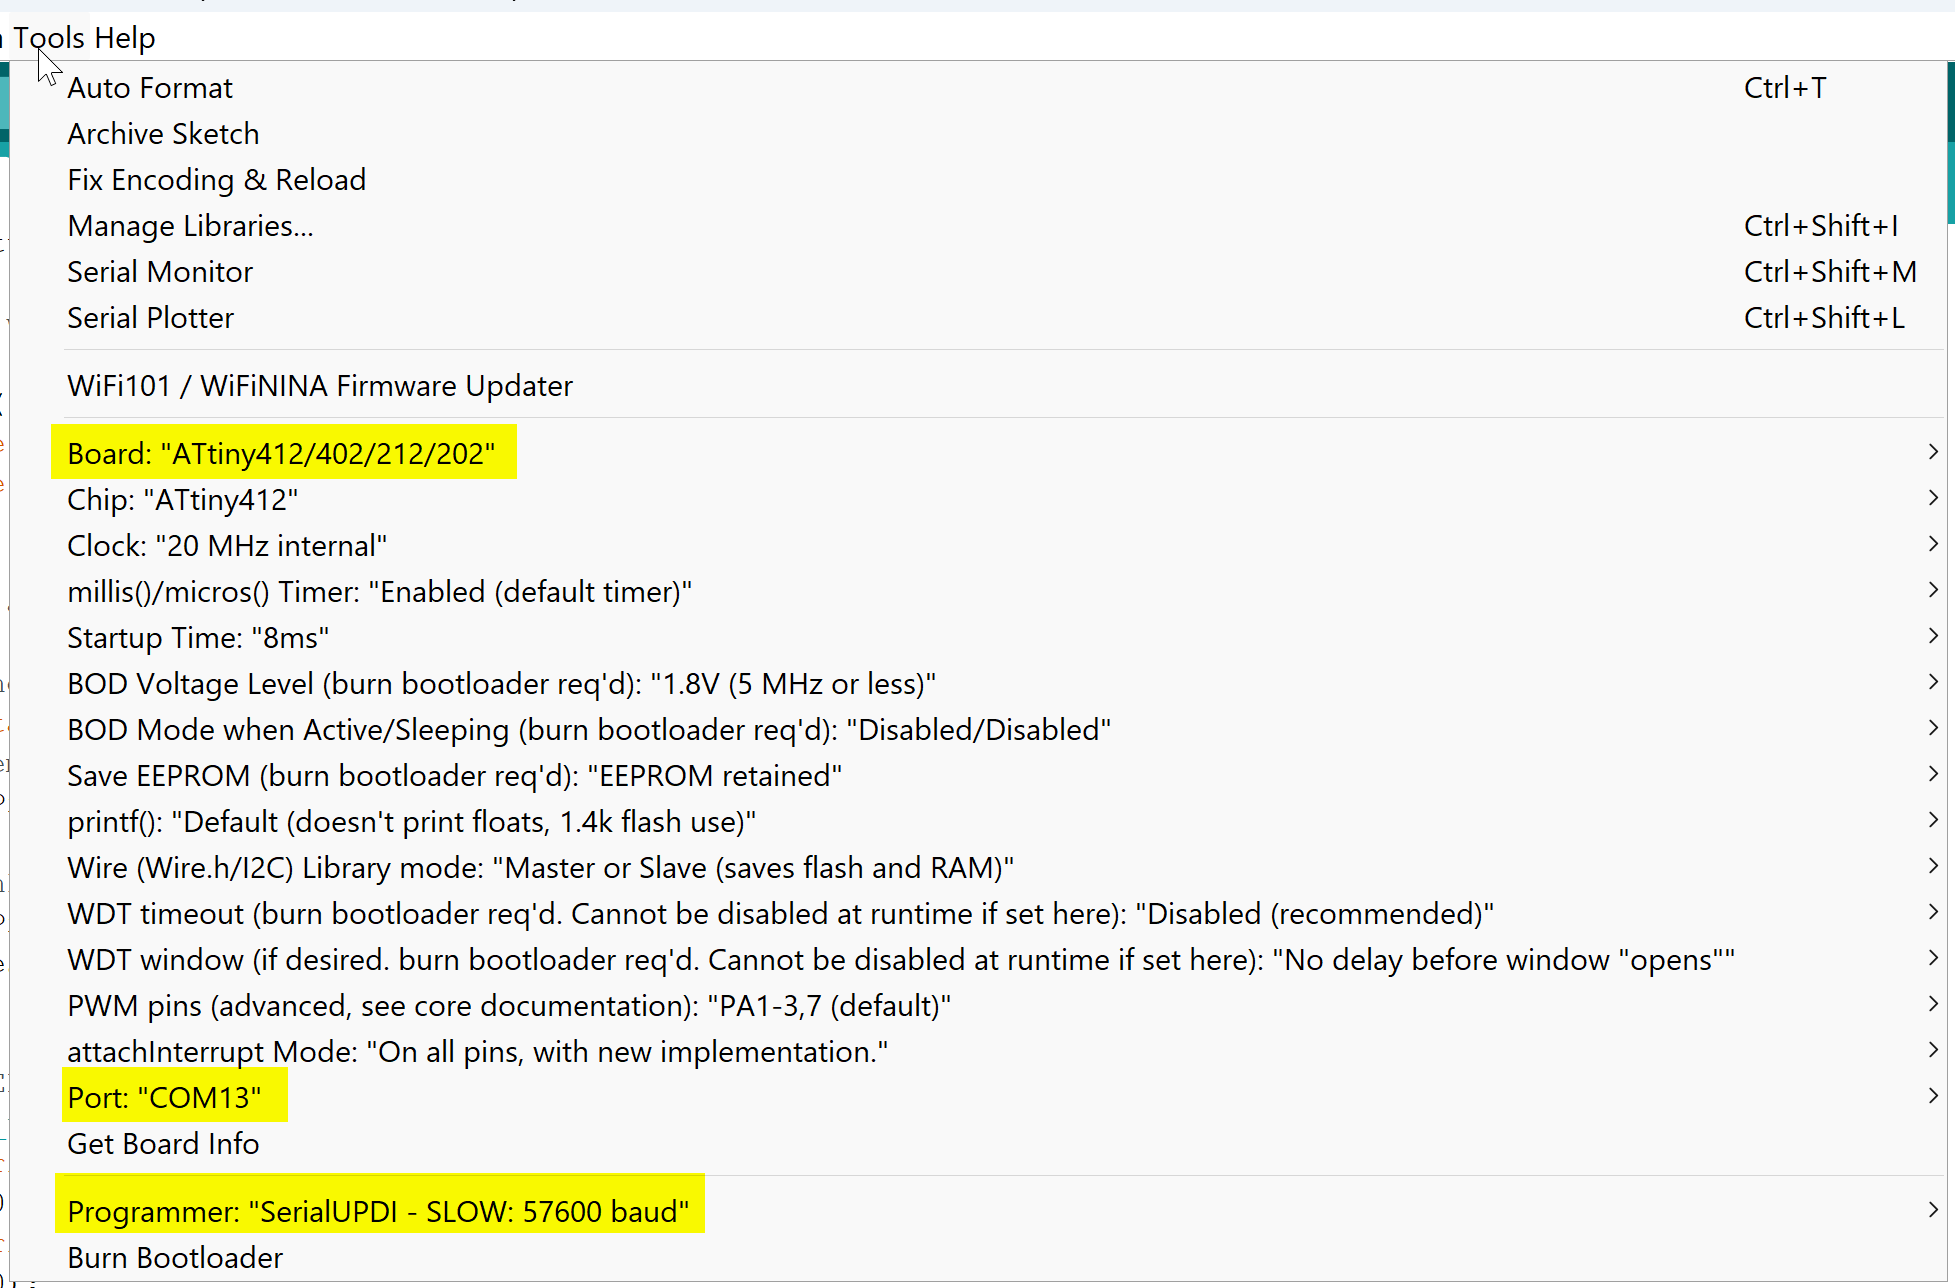 Tools Help
Auto Format Ctrl+T
Archive Sketch
Fix Encoding & Reload
Manage Libraries... Ctrl+Shift+I
Serial Monitor Ctrl+Shift+M
Serial Plotter Ctrl+Shift+L
WiFi101 / WiFiNINA Firmware Updater
Board: "ATtiny412/402/212/202"
Chip: "ATtiny412"
Clock: "20 MHz internal"
millis()/micros() Timer: "Enabled (default timer)"
Startup Time: "8ms"
BOD Voltage Level (burn bootloader req'd): "1.8V (5 MHz or less)"
BOD Mode when Active/Sleeping (burn bootloader req'd): "Disabled/Disabled"
Save EEPROM (burn bootloader req'd): "EEPROM retained"
printf(): "Default (doesn't print floats, 1.4k flash use)"
Wire (Wire.h/I2C) Library mode: "Master or Slave (saves flash and RAM)"
WDT timeout (burn bootloader req'd. Cannot be disabled at runtime if set here): "Disabled (recommended)"
WDT window (if desired. burn bootloader req'd. Cannot be disabled at runtime if set here): "No delay before window "opens""
PWM pins (advanced, see core documentation): "PA1-3,7 (default)"
attachInterrupt Mode: "On all pins, with new implementation."
Port: "COM13"
Get Board Info
Programmer: "SerialUPDI - SLOW: 57600 baud"
Burn Bootloader